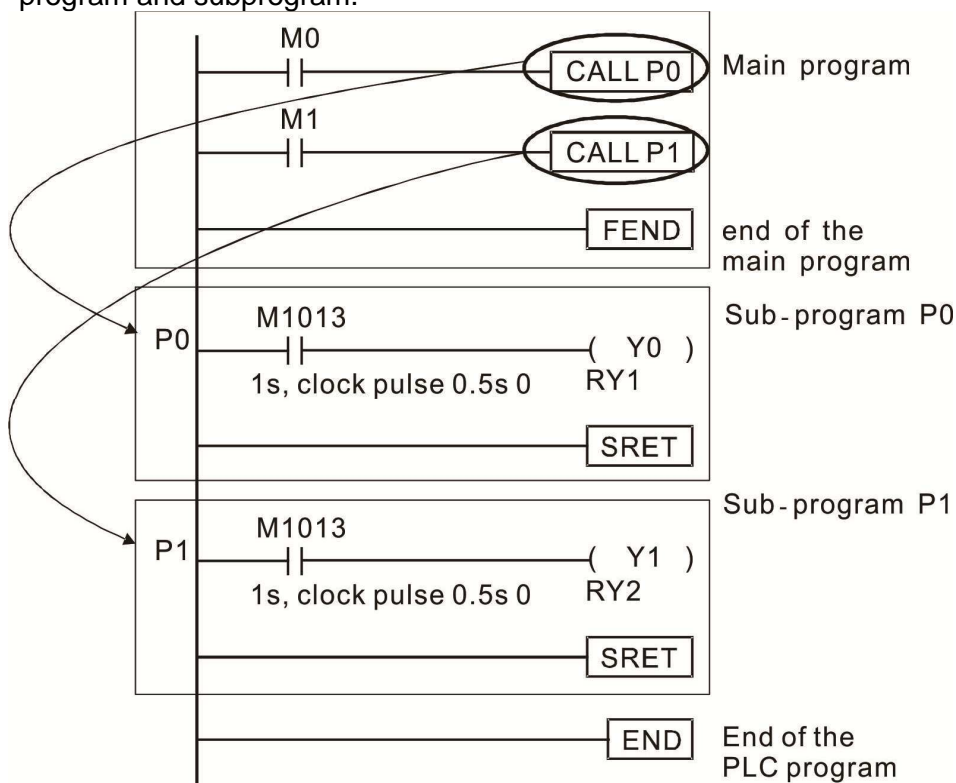 program and subprogram.
M0
CALL P0 Main program
M1
CALL P1
FEND end of the
main program
Sub-program P0
M1013
P0 ( Y0 )
1s, clock pulse 0.5s 0 RY1
SRET
Sub-program P1
M1013
P1 ( Y1 )
1s, clock pulse 0.5s 0 RY2
SRET
END End of the
PLC program